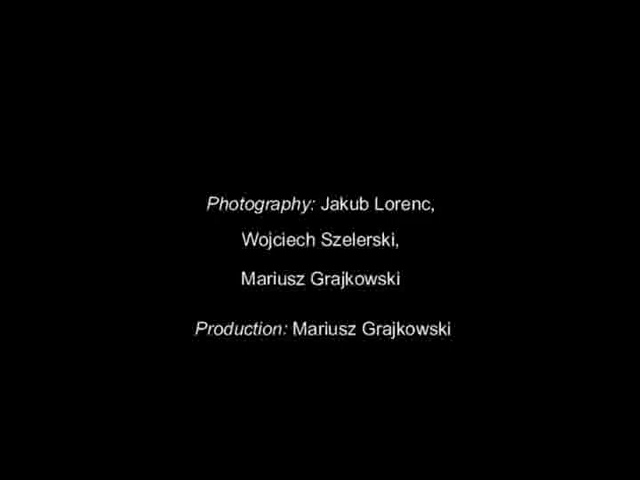 Photography: Jakub Lorenc,
Wojciech Szelerski,
Mariusz Grajkowski
Production: Mariusz Grajkowski